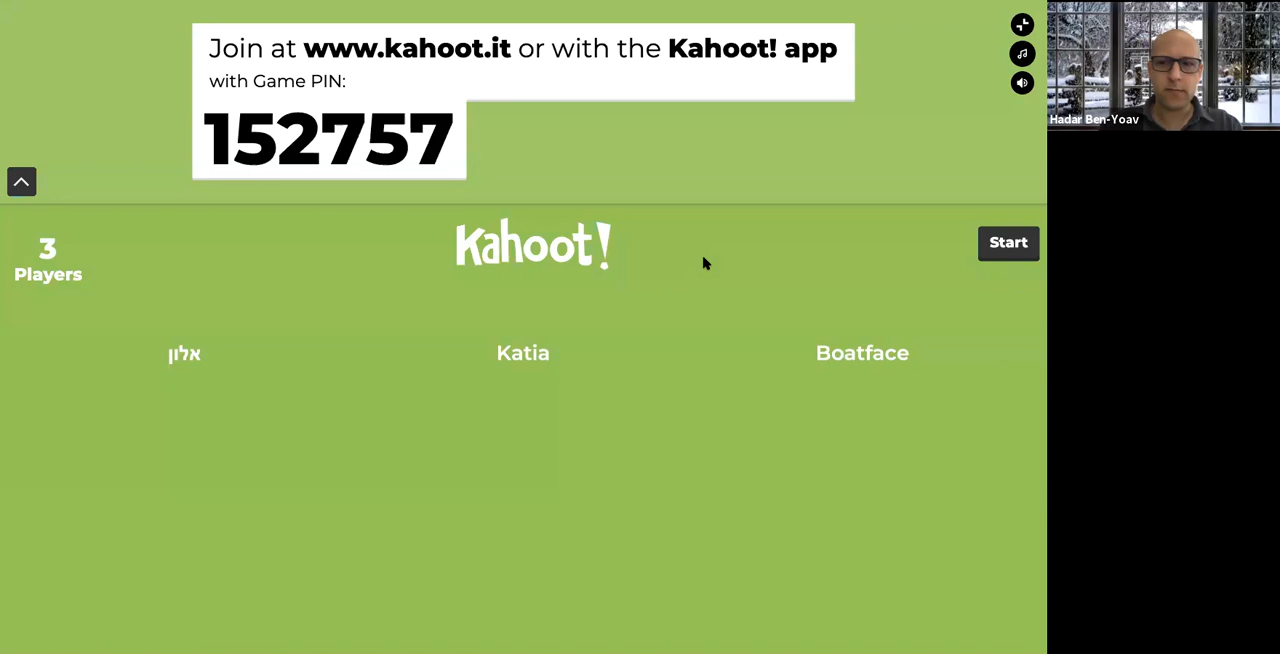 Join at www.kahoot.it or with the Kahoot! app
with Game PIN:
152757
Hadar Ben-Yoav
3
Players
Kahoot!
Start
אלון
Katia
Boatface